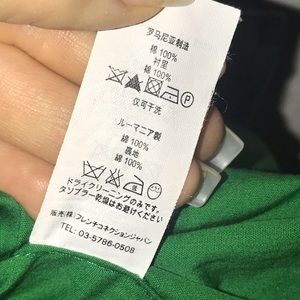 罗马尼亚制造
棉 100%
衬里
棉 100%
P
仅可干洗
ルーマニア製
綿 100%
裏地
綿 100%
ドライクリーニングのみです。
タンブラー乾燥はお避けください。
販売(株)フレンチコネクションジャパン
TEL: 03-5786-0508